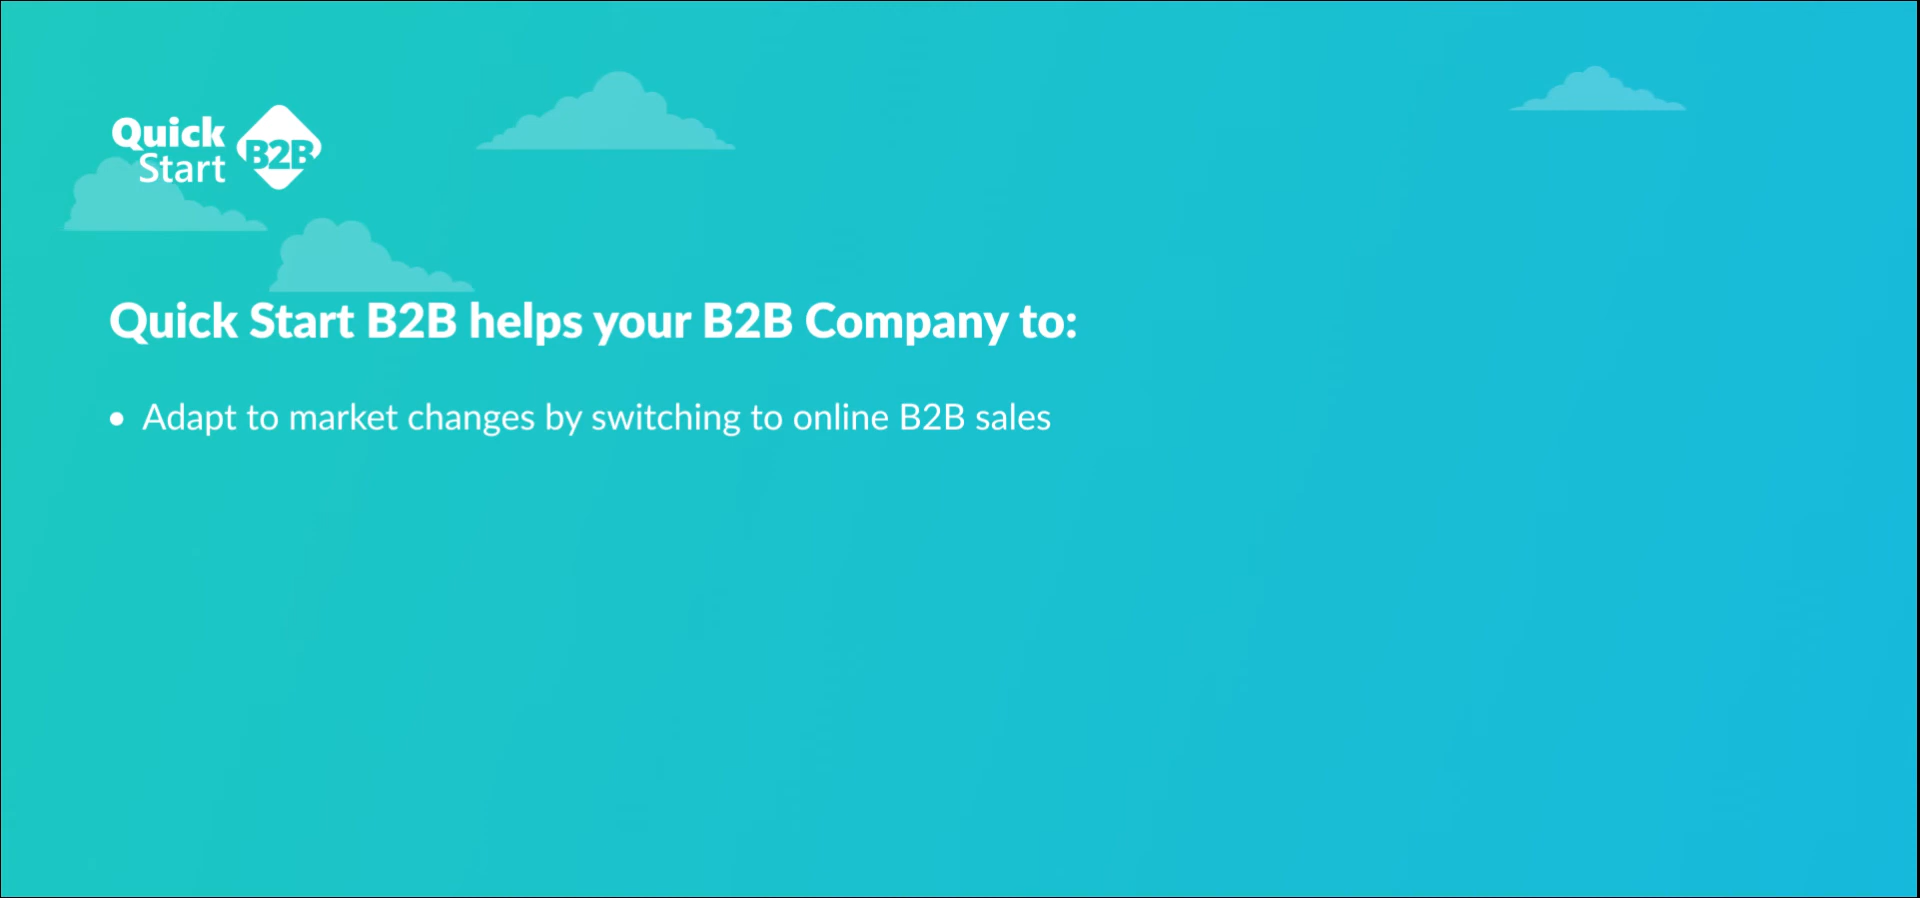 Quick
Start
B2B
Quick Start B2B helps your B2B Company to:
• Adapt to market changes by switching to online B2B sales